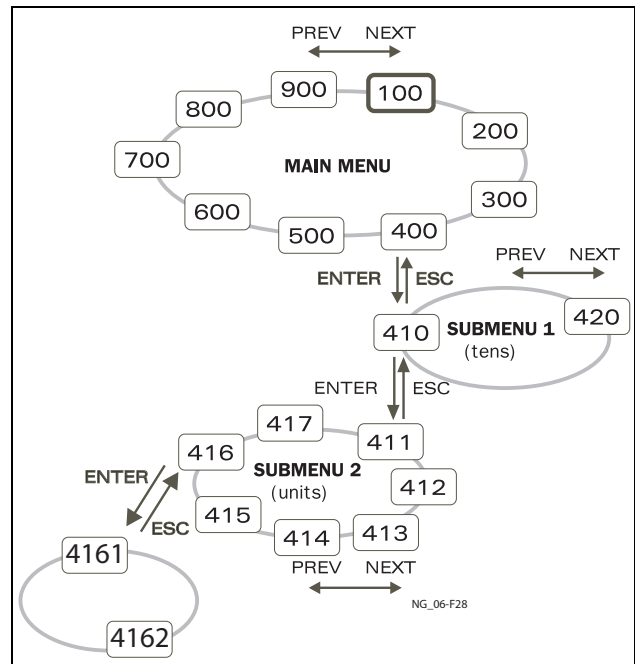 PREV NEXT
900
100
800
200
700
MAIN MENU
300
600
500
400
PREV NEXT
ENTER ESC
410
SUBMENU 1
(tens)
420
ENTER ESC
417
411
416
SUBMENU 2
(units)
412
ENTER
ESC
415
414
413
PREV NEXT
4161
4162
NG_06-F28